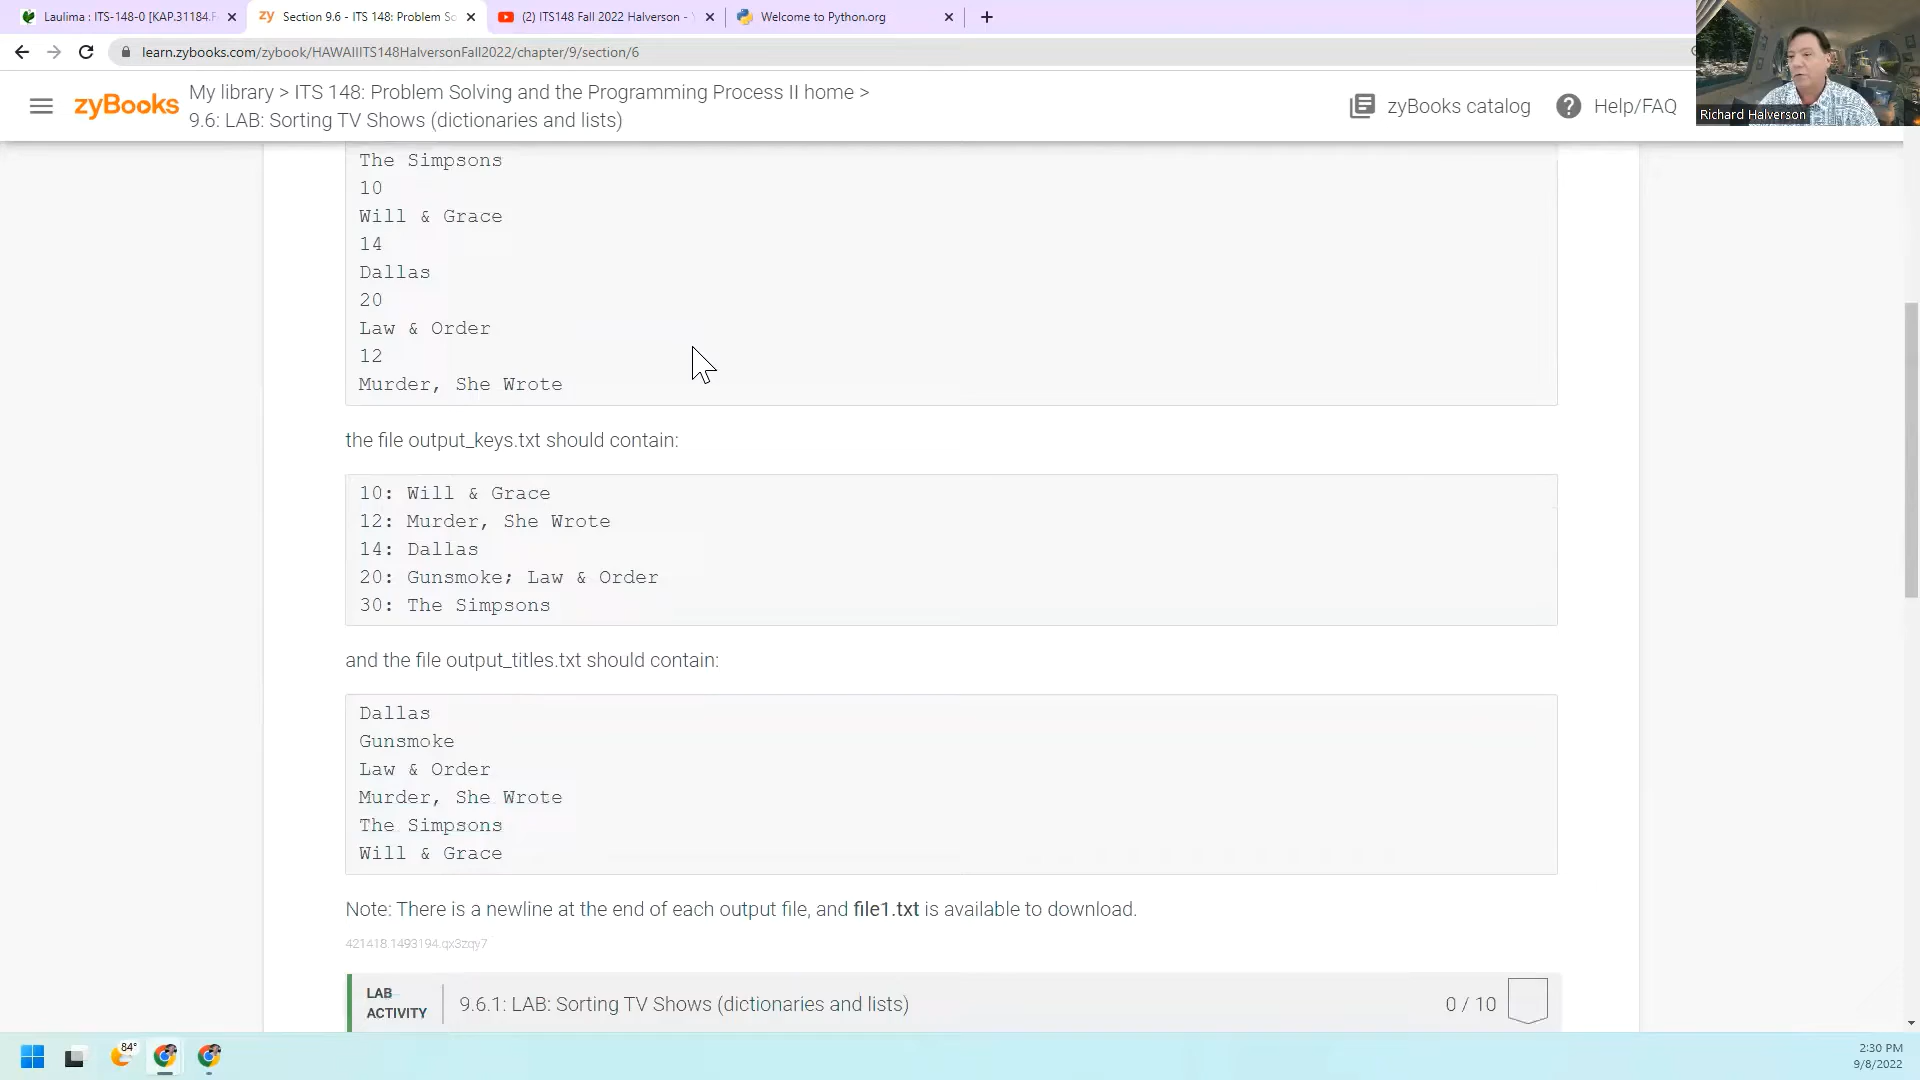 Laulima : ITS-148-0 [KAP.31184.F
Section 9.6 - ITS 148: Problem So
(2) ITS148 Fall 2022 Halverson -
Welcome to Python.org
learn.zybooks.com/zybook/HAWAIIITS148HalversonFall2022/chapter/9/section/6
zyBooks
My library > ITS 148: Problem Solving and the Programming Process II home >
9.6: LAB: Sorting TV Shows (dictionaries and lists)
zyBooks catalog
Help/FAQ
Richard Halverson
The Simpsons
10
Will & Grace
14
Dallas
20
Law & Order
12
Murder, She Wrote
the file output_keys.txt should contain:
10: Will & Grace
12: Murder, She Wrote
14: Dallas
20: Gunsmoke; Law & Order
30: The Simpsons
and the file output_titles.txt should contain:
Dallas
Gunsmoke
Law & Order
Murder, She Wrote
The Simpsons
Will & Grace
Note: There is a newline at the end of each output file, and file1.txt is available to download.
421418.1493194.qx3zqy7
LAB
ACTIVITY
9.6.1: LAB: Sorting TV Shows (dictionaries and lists)
0 / 10
84°
2:30 PM
9/8/2022